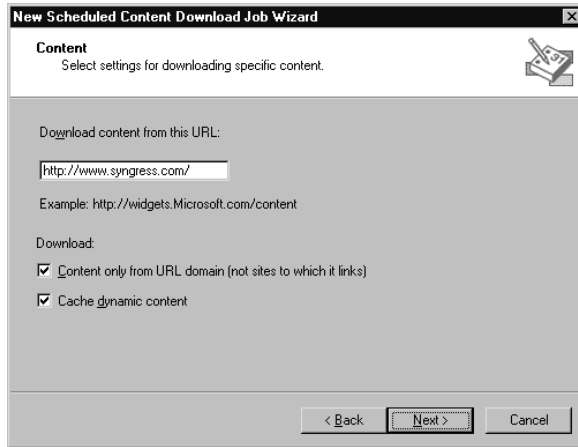 New Scheduled Content Download Job Wizard
Content
Select settings for downloading specific content.
Download content from this URL:
http://www.syngress.com/
Example: http://widgets.Microsoft.com/content
Download:
Content only from URL domain (not sites to which it links)
Cache dynamic content
< Back Next > Cancel